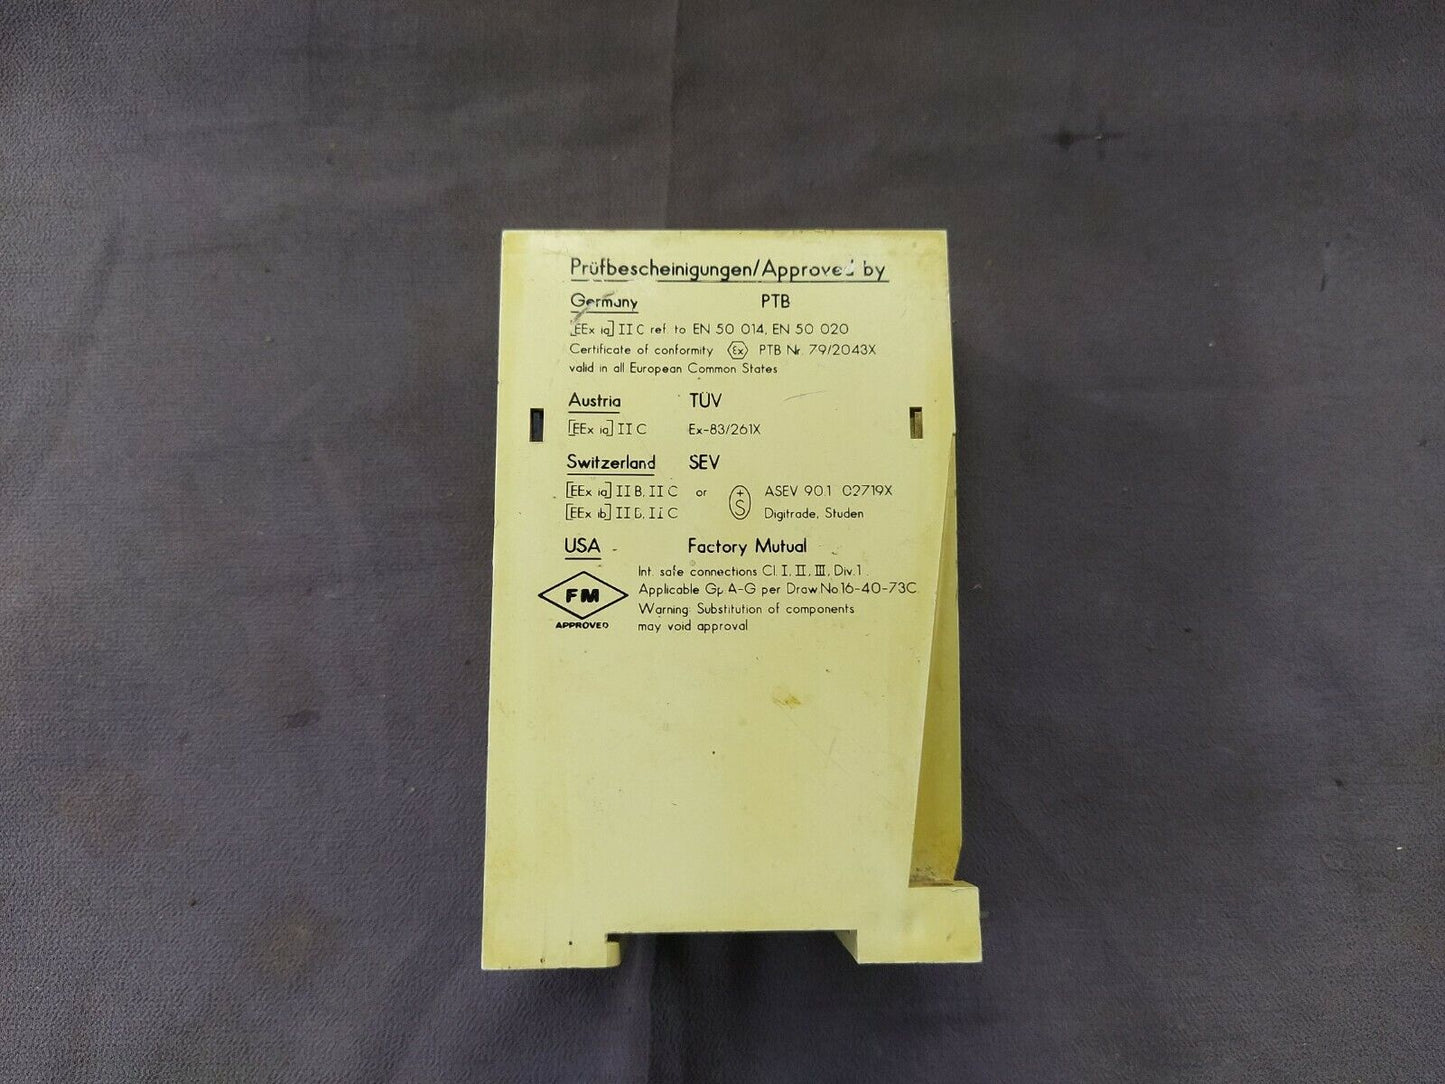 Prüfbescheinigungen/Approved by
Germany PTB
[EEx ia] II C ref. to EN 50 014, EN 50 020
Certificate of conformity Ex PTB Nr. 79/2043X
valid in all European Common States
Austria TÜV
[EEx ia] II C Ex-83/261X
Switzerland SEV
[EEx ia] II B, II C or +S ASEV 90.1 02719X
[EEx ib] II B, II C Digitrade, Studen
USA Factory Mutual
Int. safe connections Cl. I, II, III, Div.1
FM Applicable Gp A-G per Draw.No.16-40-73C
Warning: Substitution of components
APPROVED may void approval